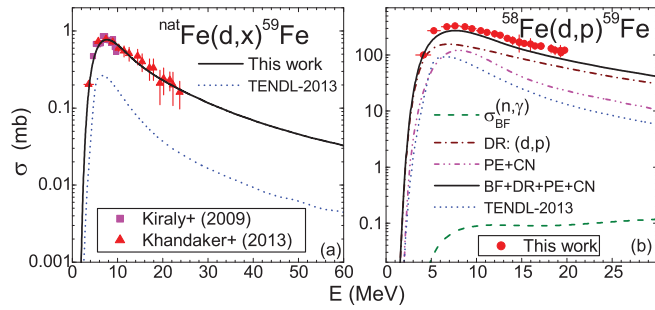 natFe(d,x)59Fe
This work
TENDL-2013
Kiraly+ (2009)
Khandaker+ (2013)
(a)
σ (mb)
1
0.1
0.01
0.001
0 10 20 30 40 50 60
58Fe(d,p)59Fe
σBF(n,γ)
DR: (d,p)
PE+CN
BF+DR+PE+CN
TENDL-2013
This work
(b)
100
10
1
0.1
0 5 10 15 20 25
E (MeV)